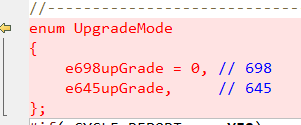 //-----------------------------
enum UpgradeMode
{
e698upGrade = 0, // 698
e645upGrade, // 645
};